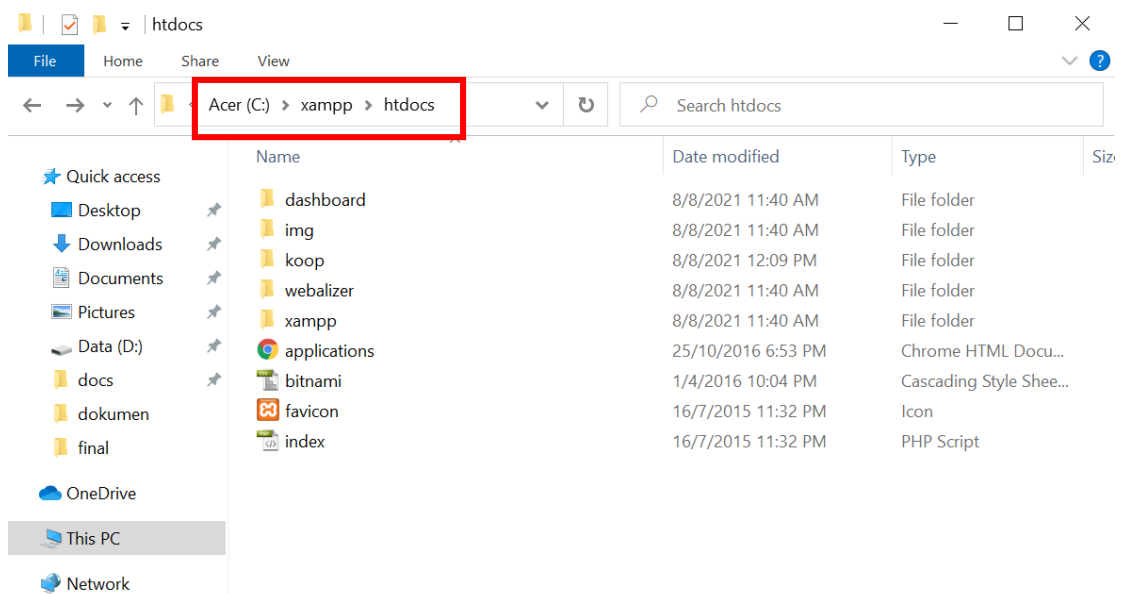 htdocs
File Home Share View
Acer (C:) xampp htdocs Search htdocs
Name Date modified Type Siz
Quick access
Desktop
Downloads
Documents
Pictures
Data (D:)
docs
dokumen
final
OneDrive
This PC
Network
dashboard 8/8/2021 11:40 AM File folder
img 8/8/2021 11:40 AM File folder
koop 8/8/2021 12:09 PM File folder
webalizer 8/8/2021 11:40 AM File folder
xampp 8/8/2021 11:40 AM File folder
applications 25/10/2016 6:53 PM Chrome HTML Docu...
bitnami 1/4/2016 10:04 PM Cascading Style Shee...
favicon 16/7/2015 11:32 PM Icon
index 16/7/2015 11:32 PM PHP Script